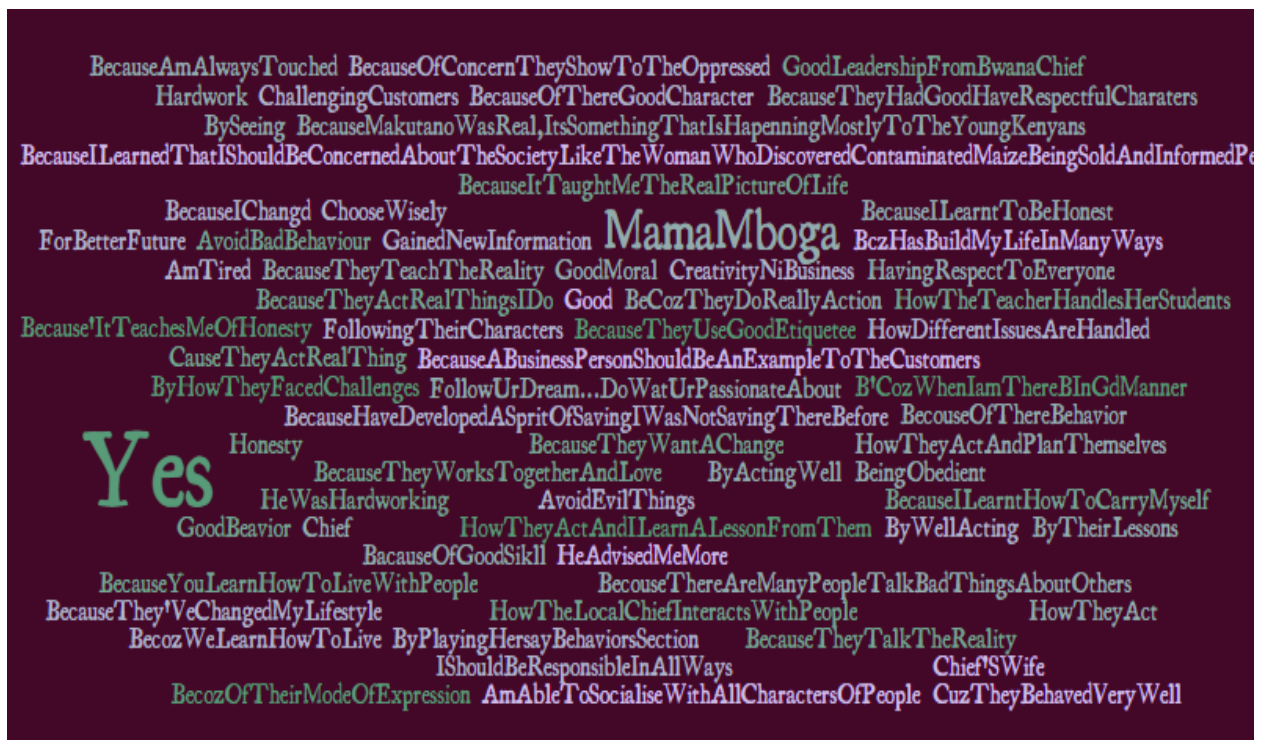 BecauseAmAlwaysTouched BecauseOfConcernTheyShowToTheOppressed GoodLeadershipFromBwanaChief
Hardwork ChallengingCustomers BecauseOfThereGoodCharacter BecauseTheyHadGoodHaveRespectfulCharaters
BySeeing BecauseMakutanoWasReal,ItsSomethingThatIsHapenningMostlyToTheYoungKenyans
BecauseILearnedThatIShouldBeConcernedAboutTheSocietyLikeTheWomanWhoDiscoveredContaminatedMaizeBeingSoldAndInformedPe
BecauseItTaughtMeTheRealPictureOfLife
BecauseIChangd ChooseWisely BecauseILearntToBeHonest
ForBetterFuture AvoidBadBehaviour GainedNewInformation MamaMboga BczHasBuildMyLifeInManyWays
AmTired BecauseTheyTeachTheReality GoodMoral CreativityNiBusiness HavingRespectToEveryone
BecauseTheyActRealThingsIDo Good BeCozTheyDoReallyAction HowTheTeacherHandlesHerStudents
Because'ItTeachesMeOfHonesty FollowingTheirCharacters BecauseTheyUseGoodEtiquetee HowDifferentIssuesAreHandled
CauseTheyActRealThing BecauseABusinessPersonShouldBeAnExampleToTheCustomers
ByHowTheyFacedChallenges FollowUrDream...DoWatUrPassionateAbout B'CozWhenIamThereBInGdManner
BecauseHaveDevelopedASpritOfSavingIWasNotSavingThereBefore BecouseOfThereBehavior
Yes Honesty BecauseTheyWantAChange HowTheyActAndPlanThemselves
BecauseTheyWorksTogetherAndLove ByActingWell BeingObedient
HeWasHardworking AvoidEvilThings BecauseILearntHowToCarryMyself
GoodBeavior Chief HowTheyActAndILearnALessonFromThem ByWellActing ByTheirLessons
BacauseOfGoodSikll HeAdvisedMeMore
BecauseYouLearnHowToLiveWithPeople BecouseThereAreManyPeopleTalkBadThingsAboutOthers
BecauseThey'VeChangedMyLifestyle HowTheLocalChiefInteractsWithPeople HowTheyAct
BecozWeLearnHowToLive ByPlayingHersayBehaviorsSection BecauseTheyTalkTheReality
IShouldBeResponsibleInAllWays Chief'SWife
BecozOfTheirModeOfExpression AmAbleToSocialiseWithAllCharactersOfPeople CuzTheyBehavedVeryWell